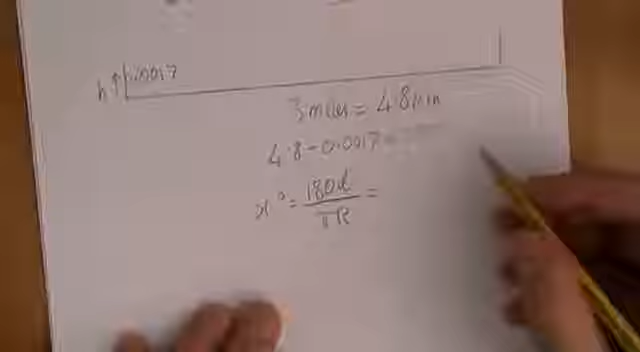 h↑ 0.0017
3 miles = 4.8 km
4.8 - 0.0017 =
x° = 180d/πR =